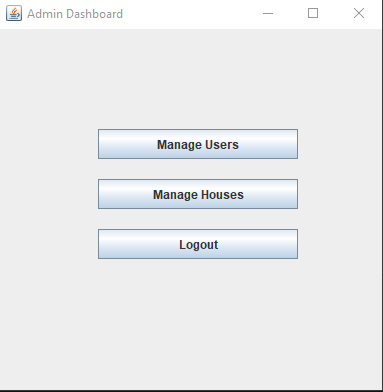 Admin Dashboard
Manage Users
Manage Houses
Logout